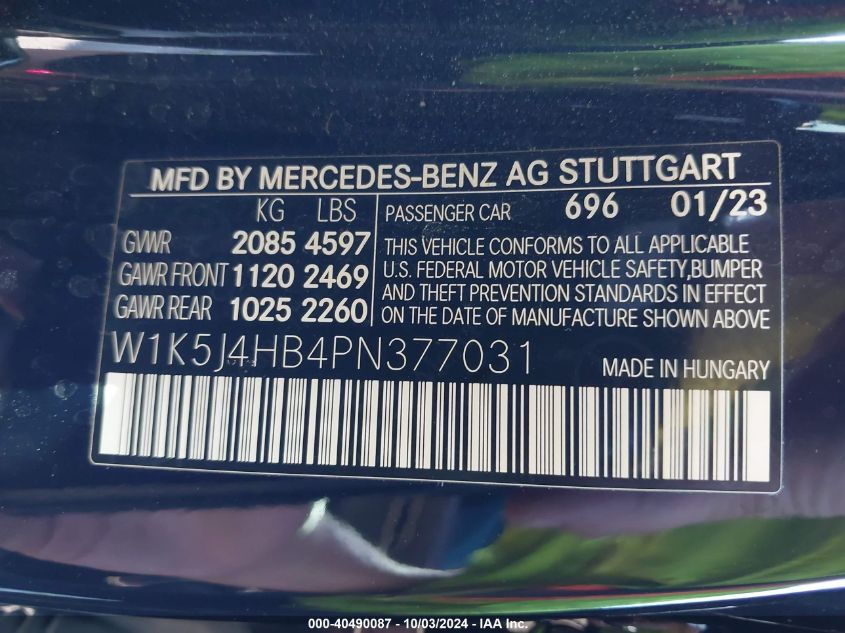 MFD BY MERCEDES-BENZ AG STUTTGART
KG LBS
GVWR 2085 4597
GAWR FRONT 1120 2469
GAWR REAR 1025 2260
PASSENGER CAR 696 01/23
THIS VEHICLE CONFORMS TO ALL APPLICABLE
U.S. FEDERAL MOTOR VEHICLE SAFETY,BUMPER
AND THEFT PREVENTION STANDARDS IN EFFECT
ON THE DATE OF MANUFACTURE SHOWN ABOVE
W1K5J4HB4PN377031
MADE IN HUNGARY
000-40490087 - 10/03/2024 - IAA Inc.